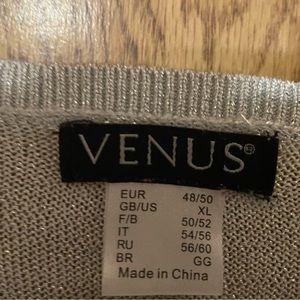 VENUS®
EUR 48/50
GB/US XL
F/B 50/52
IT 54/56
RU 56/60
BR GG
Made in China